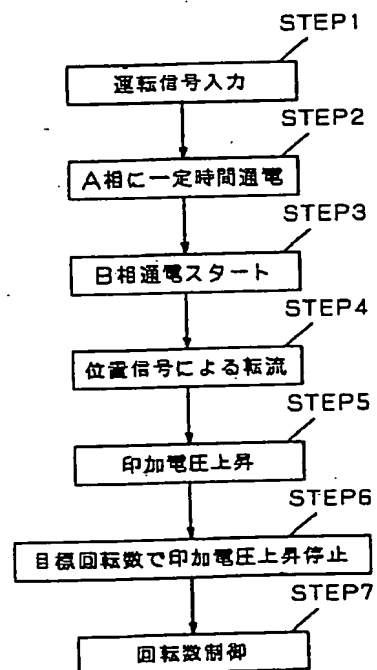 STEP1
運転信号入力
STEP2
A相に一定時間通電
STEP3
B相通電スタート
STEP4
位置信号による転流
STEP5
印加電圧上昇
STEP6
目標回転数で印加電圧上昇停止
STEP7
回転数制御